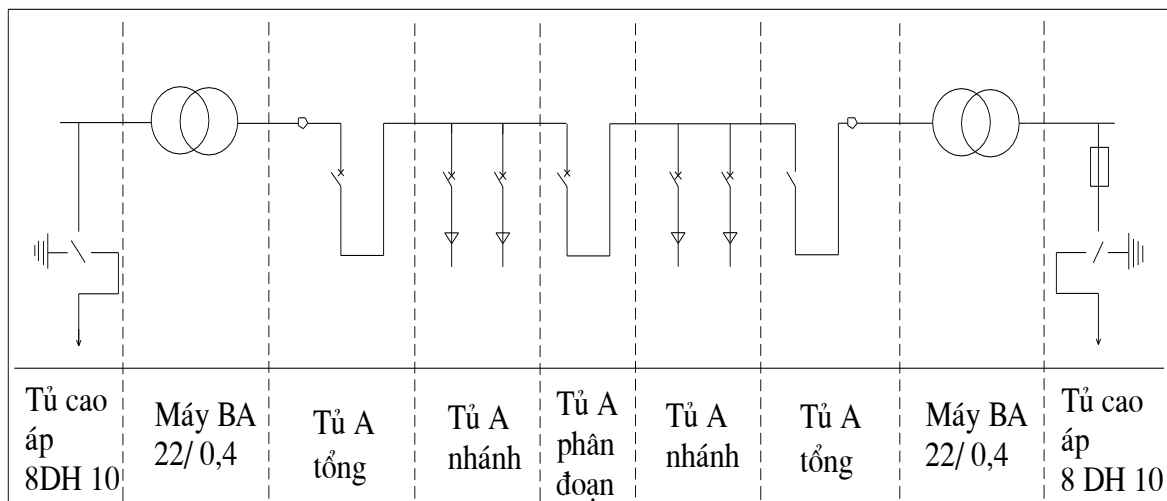 Tủ cao
áp
8DH 10
Máy BA
22/ 0,4
Tủ A
tổng
Tủ A
nhánh
Tủ A
phân
đoạn
Tủ A
nhánh
Tủ A
tổng
Máy BA
22/ 0,4
Tủ cao
áp
8 DH 10